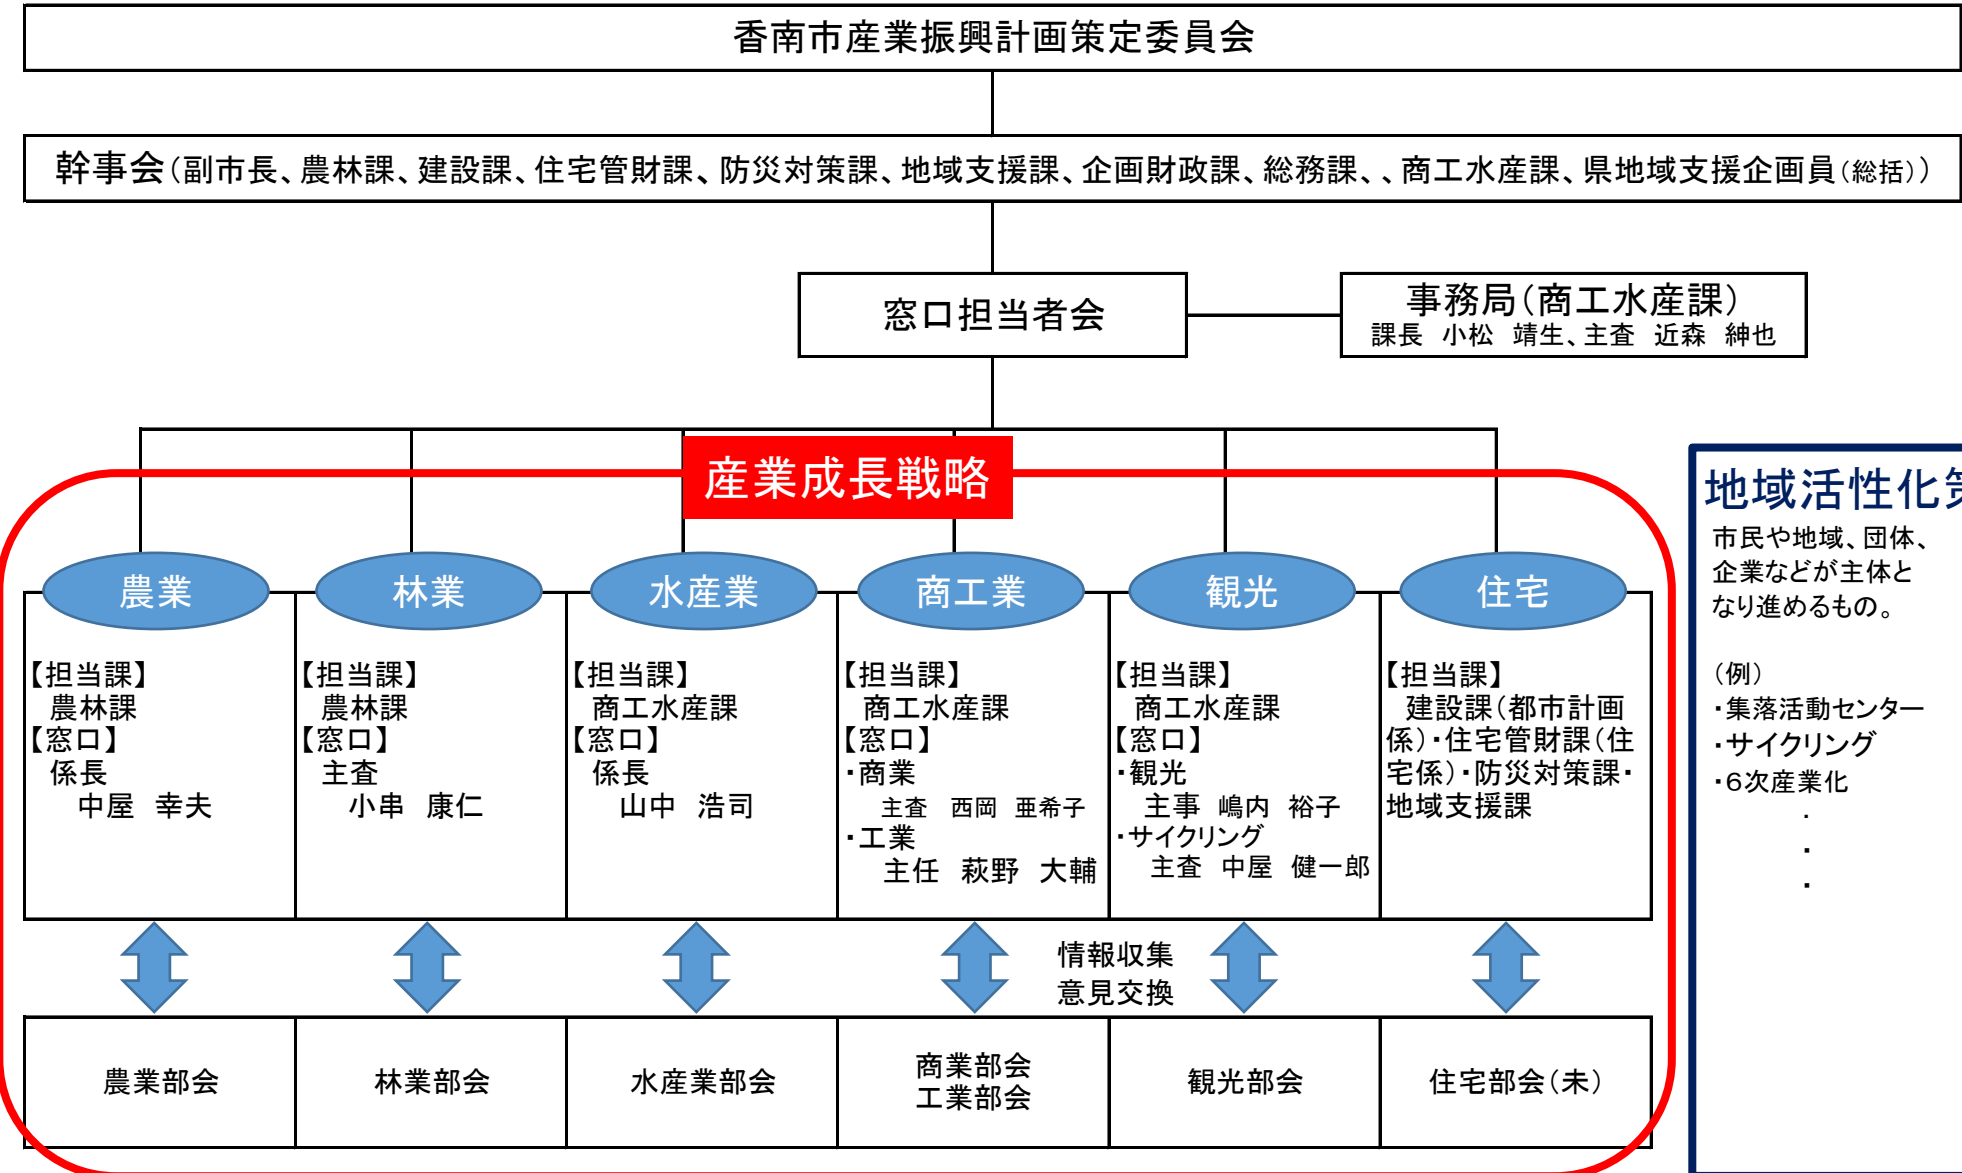 香南市産業振興計画策定委員会
幹事会(副市長、農林課、建設課、住宅管財課、防災対策課、地域支援課、企画財政課、総務課、、商工水産課、県地域支援企画員(総括))
窓口担当者会
事務局(商工水産課)
課長　小松　靖生、主査　近森　紳也
産業成長戦略
農業
【担当課】
農林課
【窓口】
係長
中屋　幸夫
林業
【担当課】
農林課
【窓口】
主査
小串　康仁
水産業
【担当課】
商工水産課
【窓口】
係長
山中　浩司
商工業
【担当課】
商工水産課
【窓口】
・商業
主査　西岡　亜希子
・工業
主任　萩野　大輔
観光
【担当課】
商工水産課
【窓口】
・観光
主事　嶋内　裕子
・サイクリング
主査　中屋　健一郎
住宅
【担当課】
建設課(都市計画
係)・住宅管財課(住
宅係)・防災対策課・
地域支援課
情報収集
意見交換
農業部会
林業部会
水産業部会
商業部会
工業部会
観光部会
住宅部会(未)
地域活性化策
市民や地域、団体、
企業などが主体と
なり進めるもの。
(例)
・集落活動センター
・サイクリング
・6次産業化
・
・
・